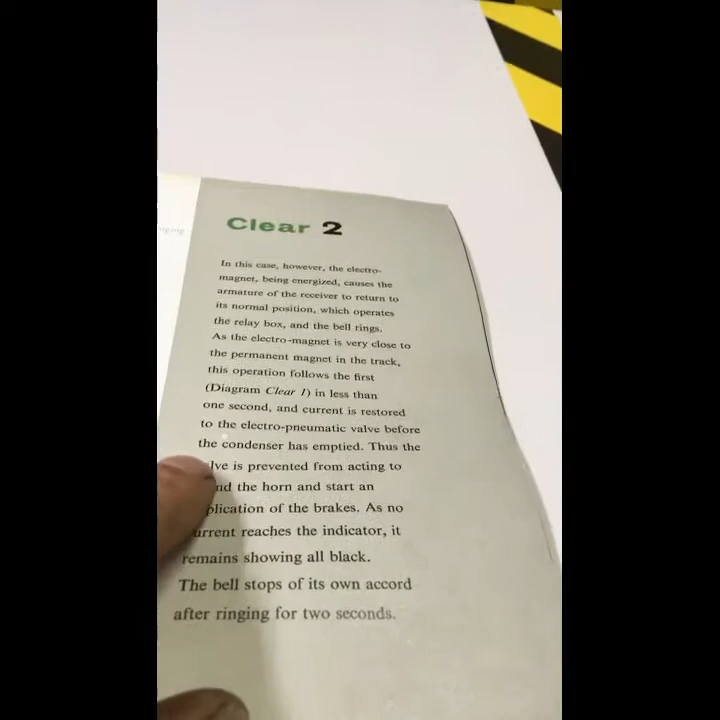 Clear 2
In this case, however, the electro-
magnet, being energized, causes the
armature of the receiver to return to
its normal position, which operates
the relay box, and the bell rings.
As the electro-magnet is very close to
the permanent magnet in the track,
this operation follows the first
(Diagram Clear 1) in less than
one second, and current is restored
to the electro-pneumatic valve before
the condenser has emptied. Thus the
lve is prevented from acting to
nd the horn and start an
plication of the brakes. As no
urrent reaches the indicator, it
remains showing all black.
The bell stops of its own accord
after ringing for two seconds.